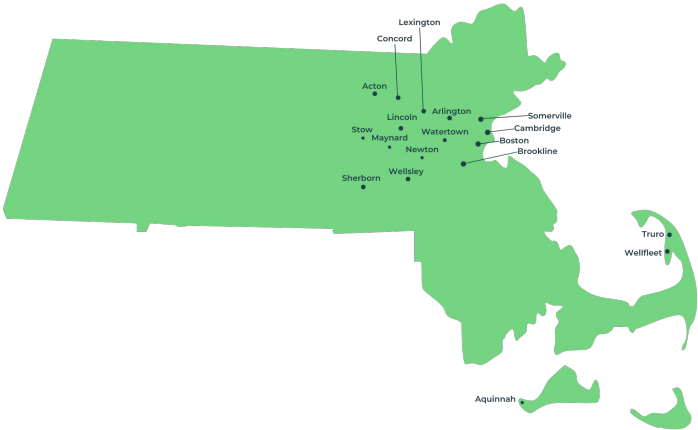 Lexington
Concord
Acton
Arlington
Lincoln
Somerville
Cambridge
Stow
Watertown
Maynard
Boston
Newton
Brookline
Wellsley
Sherborn
Truro
Wellfleet
Aquinnah